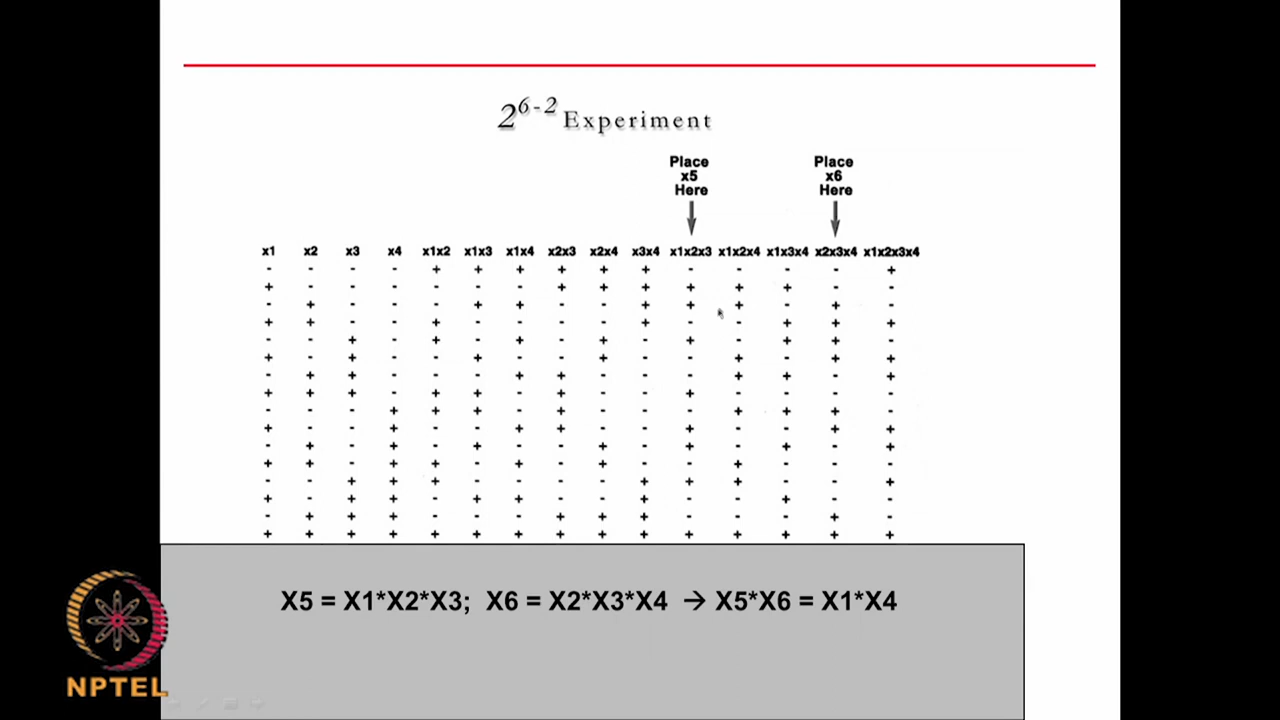 2^6-2 Experiment
Place x5 Here
Place x6 Here
x1 x2 x3 x4 x1x2 x1x3 x1x4 x2x3 x2x4 x3x4 x1x2x3 x1x2x4 x1x3x4 x2x3x4 x1x2x3x4
- - - - + + + + + + - - - - +
+ - - - - - - + + + + + + - -
- + - - - + + - - + + + - + -
+ + - - + - - - - + - - + + +
- - + - + - + - + - + - + + -
+ - + - - + - - + - - + - + +
- + + - - - + + - - - + + - +
+ + + - + + - + - - + - - - -
- - - + + + - + - - - + + + -
+ - - + - - + + - - + - - + +
- + - + - + - - + - + - + - +
+ + - + + - + - + - - + - - -
- - + + + - - - - + + + - - +
+ - + + - + + - - + - - + - -
- + + + - - - + + + - - - + -
+ + + + + + + + + + + + + + +
X5 = X1*X2*X3; X6 = X2*X3*X4 → X5*X6 = X1*X4
NPTEL